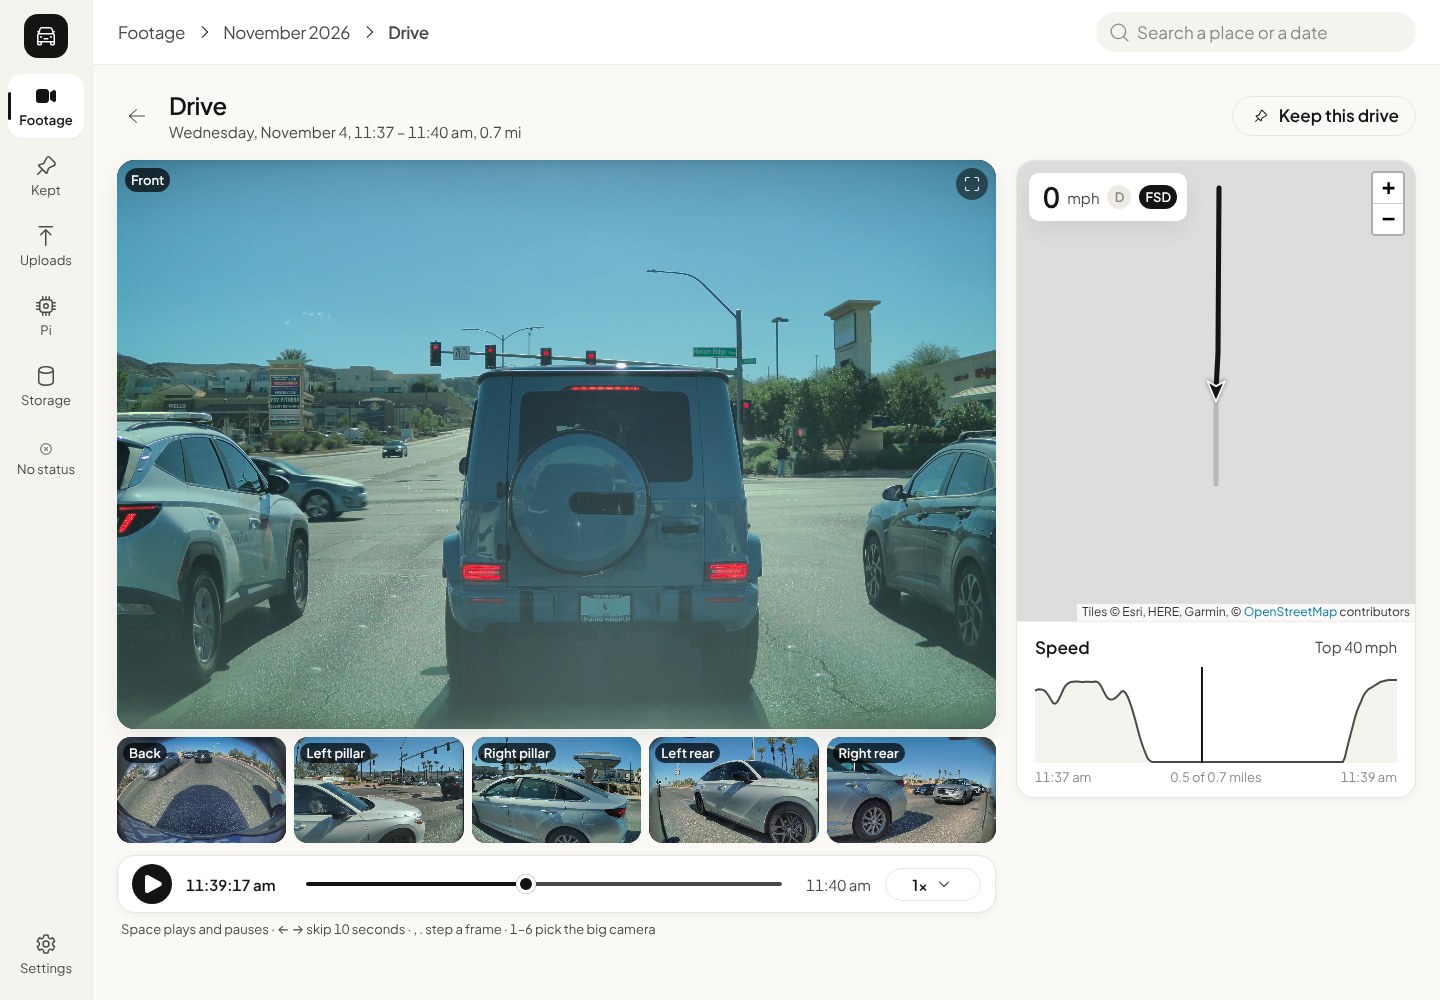 Footage
November 2026
Drive
Search a place or a date
Footage
Kept
Uploads
Pi
Storage
No status
Settings
Drive
Wednesday, November 4, 11:37 – 11:40 am, 0.7 mi
Keep this drive
Front
WELLS
Horizon Ridge
0 mph D FSD
+
−
Tiles © Esri, HERE, Garmin, © OpenStreetMap contributors
Speed
Top 40 mph
11:37 am
0.5 of 0.7 miles
11:39 am
Back
Left pillar
Right pillar
Left rear
Right rear
11:39:17 am
11:40 am
1×
Space plays and pauses · ← → skip 10 seconds · , . step a frame · 1–6 pick the big camera